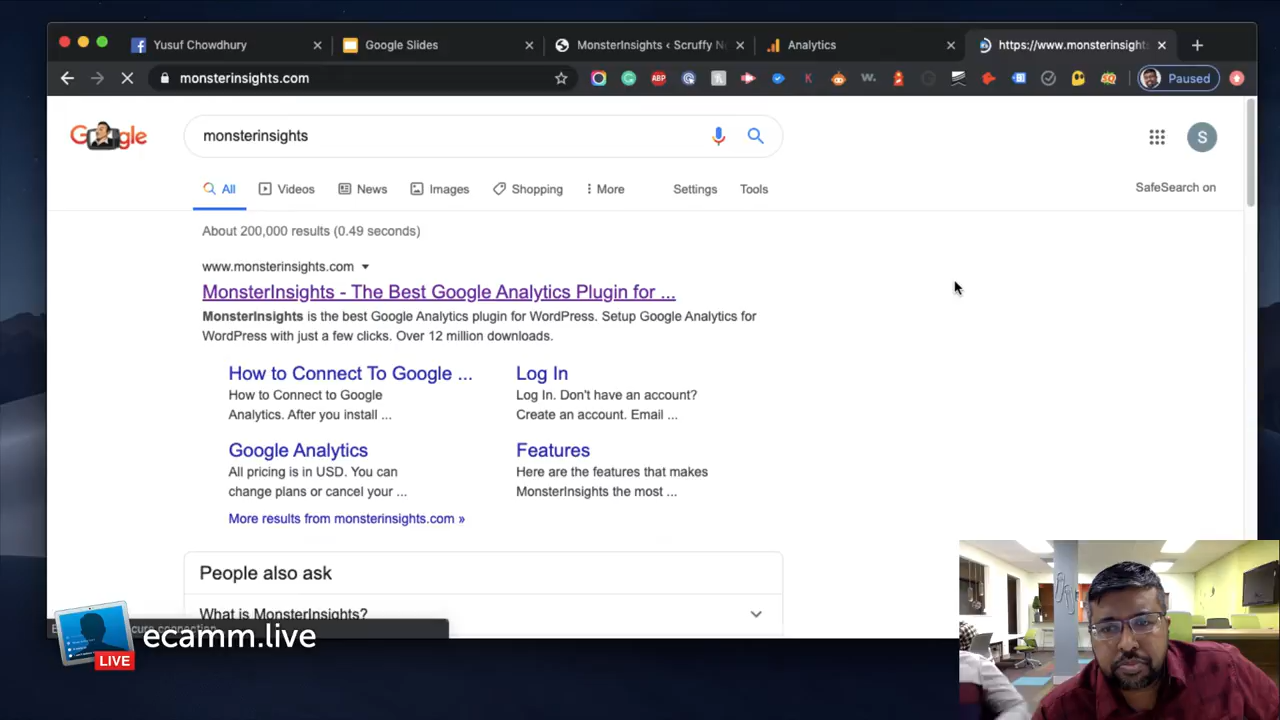 Yusuf Chowdhury
Google Slides
MonsterInsights ‹ Scruffy N
Analytics
https://www.monsterinsights
monsterinsights.com
ABP
Paused
monsterinsights
S
All
Videos
News
Images
Shopping
More
Settings
Tools
SafeSearch on
About 200,000 results (0.49 seconds)
www.monsterinsights.com
MonsterInsights - The Best Google Analytics Plugin for ...
MonsterInsights is the best Google Analytics plugin for WordPress. Setup Google Analytics for
WordPress with just a few clicks. Over 12 million downloads.
How to Connect To Google ...
How to Connect to Google
Analytics. After you install ...
Log In
Log In. Don't have an account?
Create an account. Email ...
Google Analytics
All pricing is in USD. You can
change plans or cancel your ...
Features
Here are the features that makes
MonsterInsights the most ...
More results from monsterinsights.com »
People also ask
What is MonsterInsights?
ecamm.live
LIVE